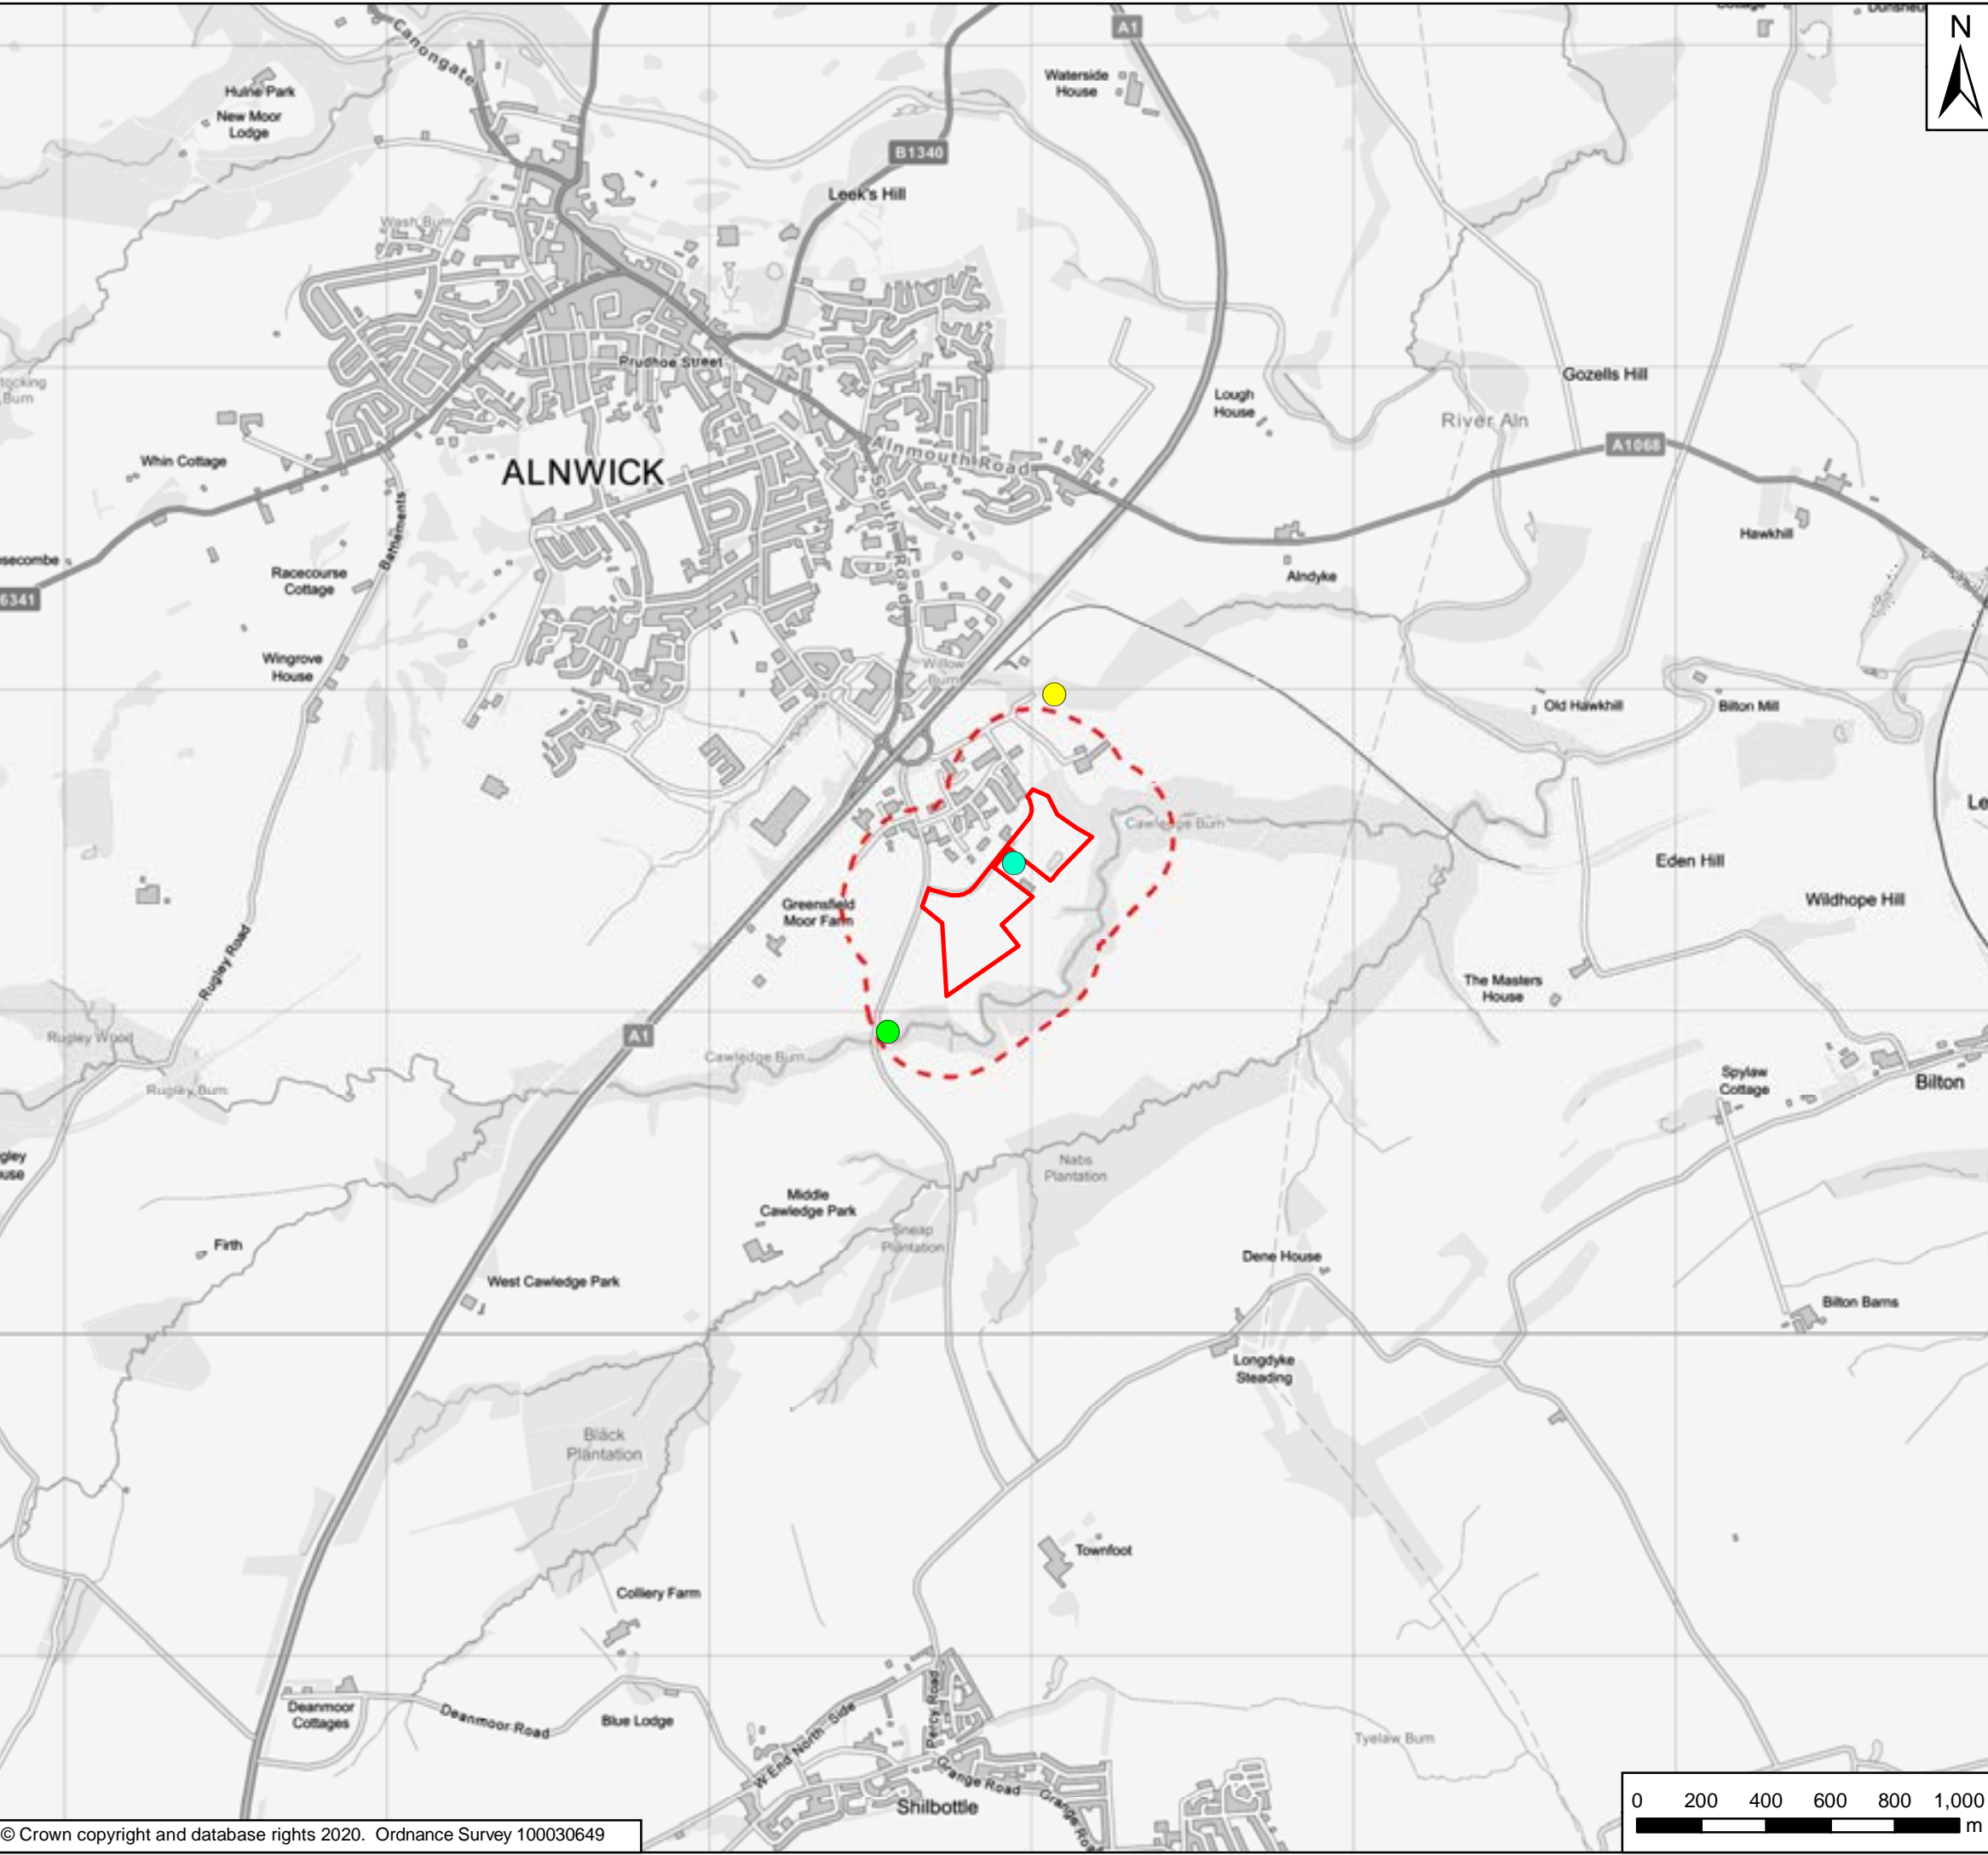 Canongate
A1
Cottage
N
Waterside
House
Hulne Park
New Moor
Lodge
B1340
Leek's Hill
Wash Burn
Prudhoe Street
Gozells Hill
Burn
Lough
House
River Aln
Alnmouth Road
A1068
Whin Cottage
ALNWICK
South Road
Battlements
Hawkhill
Racecourse
Cottage
Alndyke
6341
Wingrove
House
Willow
Burn
Old Hawkhill
Bilton Mill
Le
Cawledge Burn
Eden Hill
Wildhope Hill
Greensfield
Moor Farm
Rugley Road
The Masters
House
A1
Rugley Wood
Cawledge Burn
Rugley Burn
Spylaw
Cottage
Bilton
Nabs
Plantation
Middle
Cawledge Park
Sneap
Plantation
Firth
Dene House
West Cawledge Park
Bilton Barns
Longdyke
Steading
Black
Plantation
Townfoot
Colliery Farm
Deanmoor
Cottages
Deanmoor Road
Blue Lodge
W End North Side
Percy Road
Tyelaw Burn
Grange Road
Shilbottle
0 200 400 600 800 1,000
m
© Crown copyright and database rights 2020. Ordnance Survey 100030649